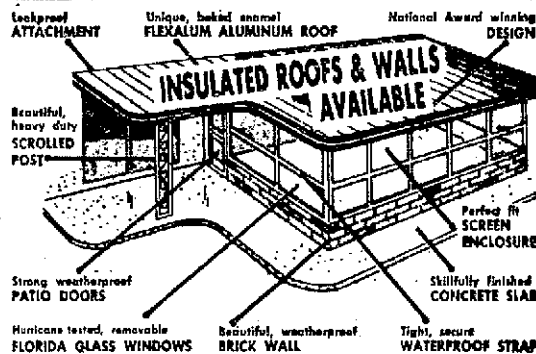 Leakproof
ATTACHMENT
Unique, baked enamel
FLEXALUM ALUMINUM ROOF
National Award winning
DESIGN
INSULATED ROOFS & WALLS
AVAILABLE
Beautiful,
heavy duty
SCROLLED
POST
Perfect fit
SCREEN
ENCLOSURE
Strong weatherproof
PATIO DOORS
Skillfully finished
CONCRETE SLAB
Hurricane tested, removable
FLORIDA GLASS WINDOWS
Beautiful, weatherproof
BRICK WALL
Tight, secure
WATERPROOF STRAP